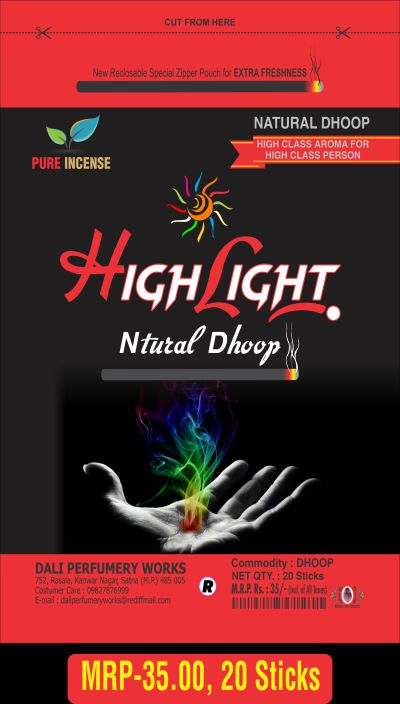 CUT FROM HERE
New Reclosable Special Zipper Pouch for EXTRA FRESHNESS
PURE INCENSE
NATURAL DHOOP
HIGH CLASS AROMA FOR
HIGH CLASS PERSON
HIGHLIGHT
Ntural Dhoop
DALI PERFUMERY WORKS
752, Rasala, Kanwar Nagar, Satna (M.P.) 485 005
Costumer Care : 09827876999
E-mail : daliperfumeryworks@rediffmail.com
R
Commodity : DHOOP
NET QTY. : 20 Sticks
M.R.P. Rs. : 35/- (Incl. of All Taxes)
MRP-35.00, 20 Sticks